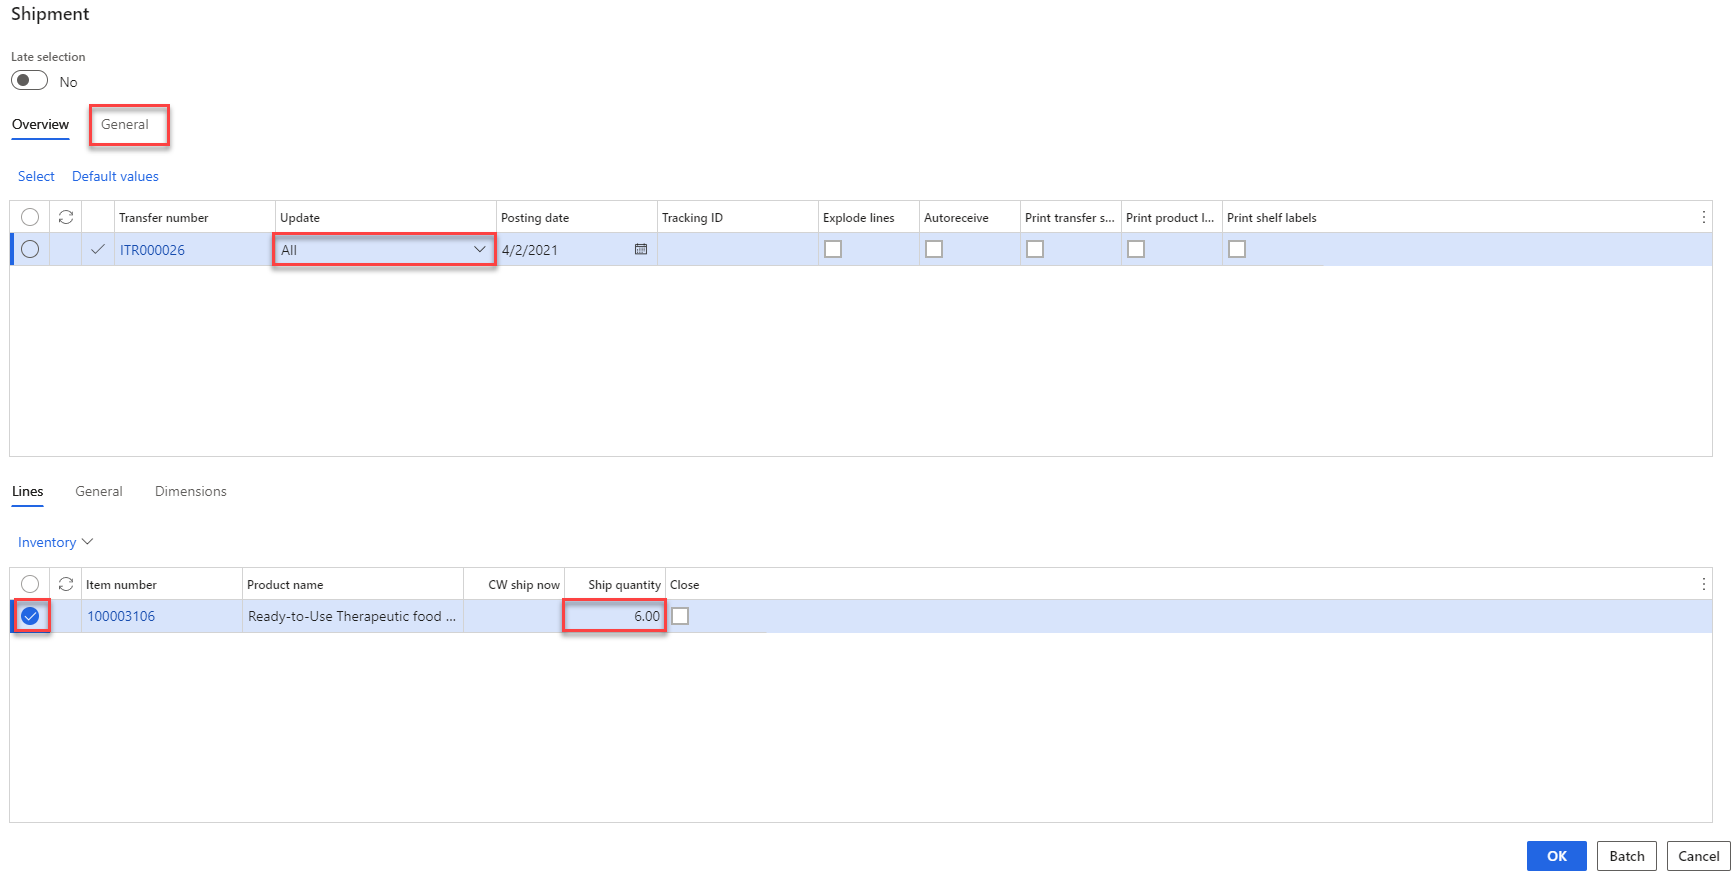 Shipment
Late selection
No
Overview General
Select Default values
Transfer number Update Posting date Tracking ID Explode lines Autoreceive Print transfer s... Print product l... Print shelf labels
ITR000026 All 4/2/2021
Lines General Dimensions
Inventory
Item number Product name CW ship now Ship quantity Close
100003106 Ready-to-Use Therapeutic food ... 6.00
OK Batch Cancel